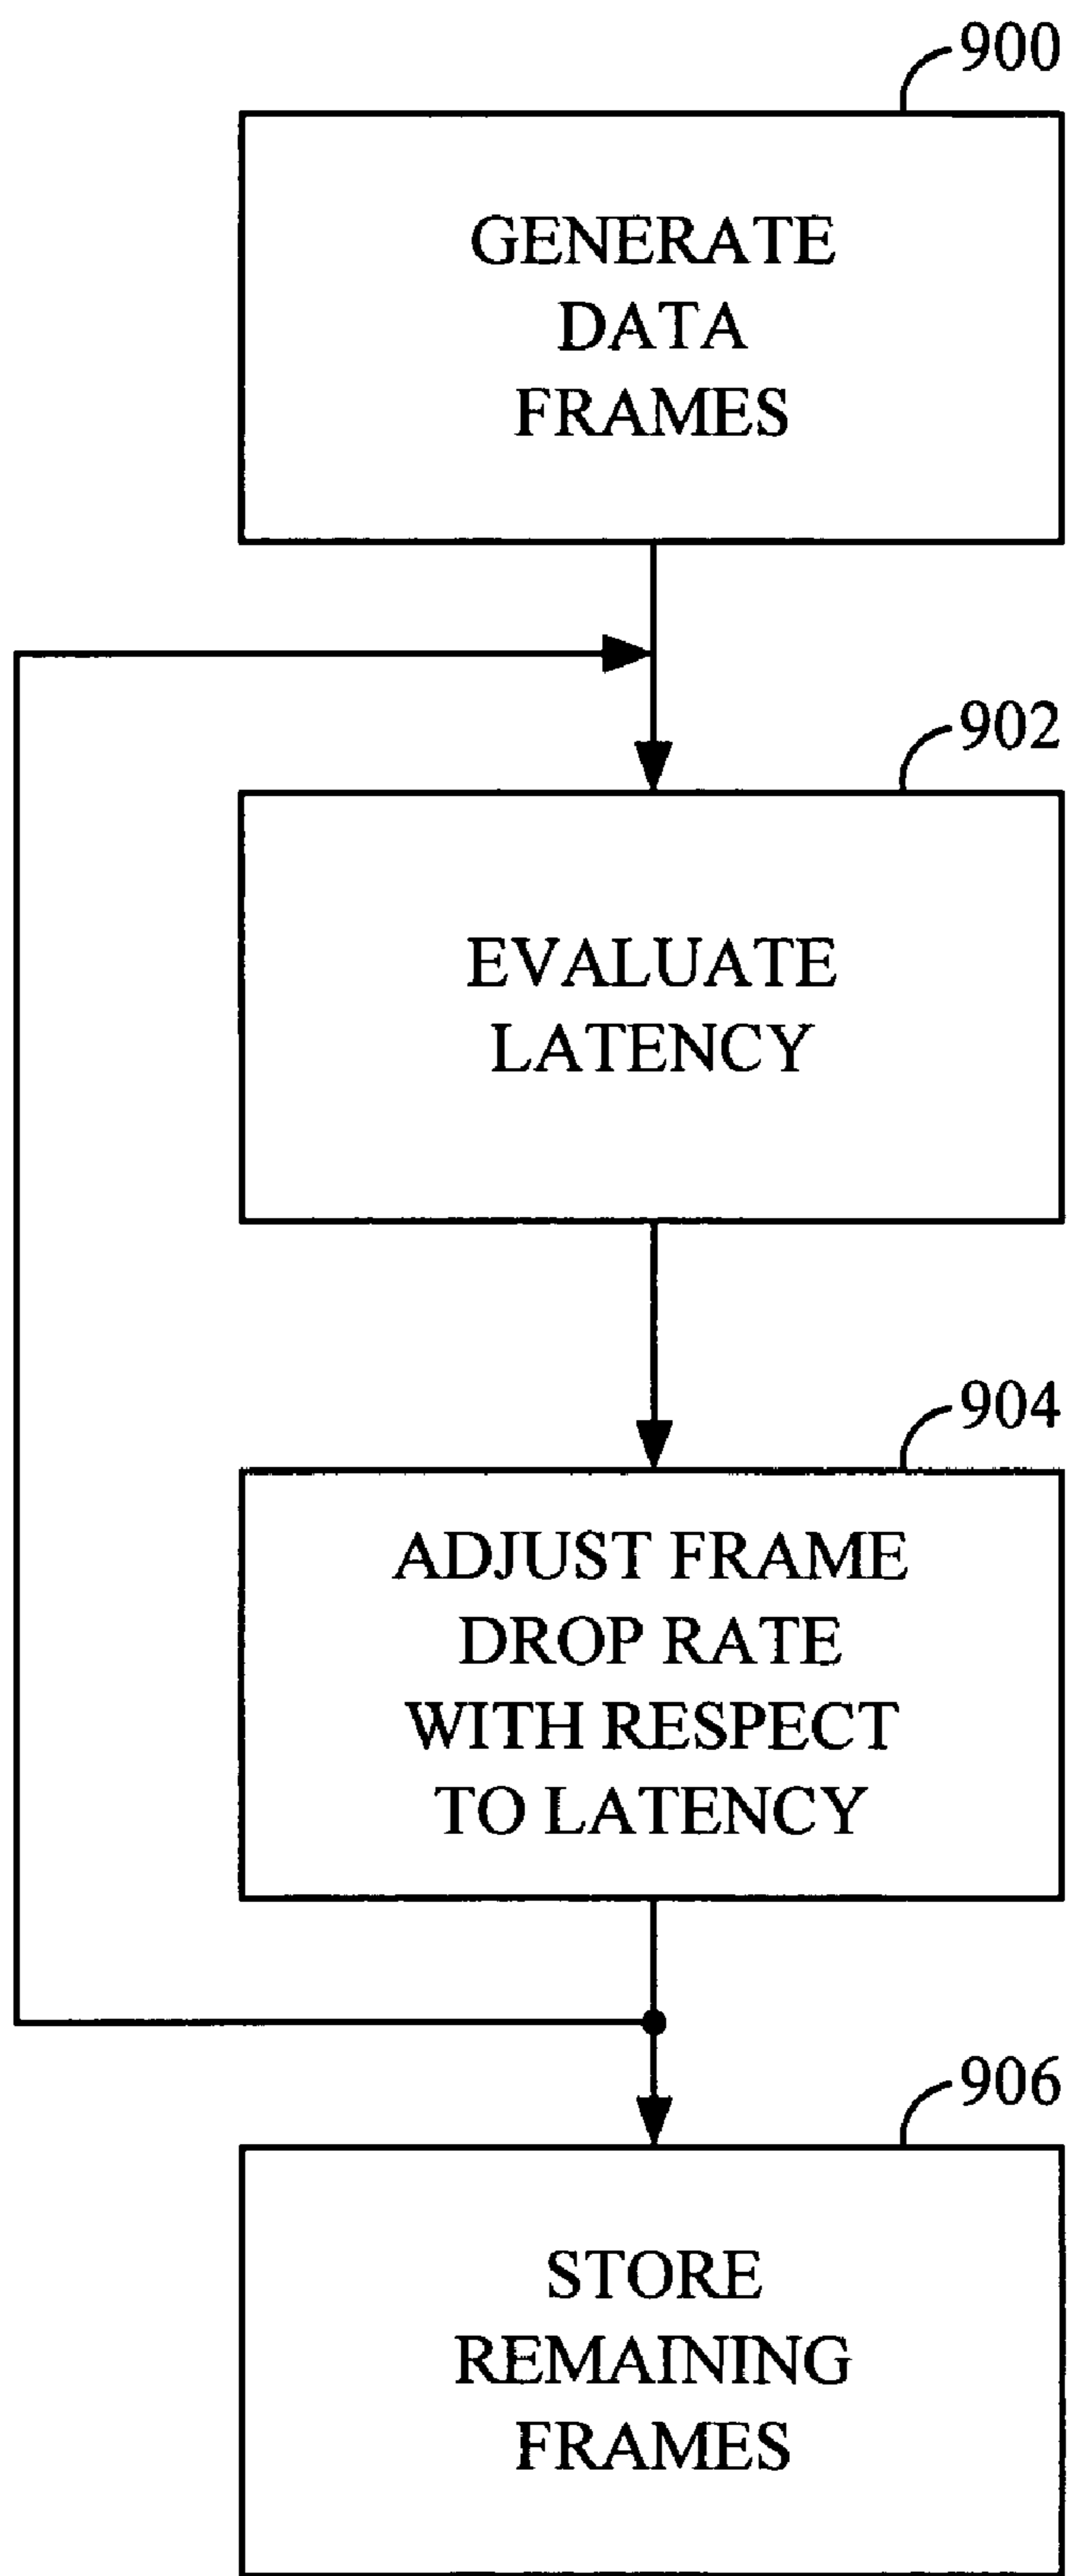 900
GENERATE
DATA
FRAMES
902
EVALUATE
LATENCY
904
ADJUST FRAME
DROP RATE
WITH RESPECT
TO LATENCY
906
STORE
REMAINING
FRAMES